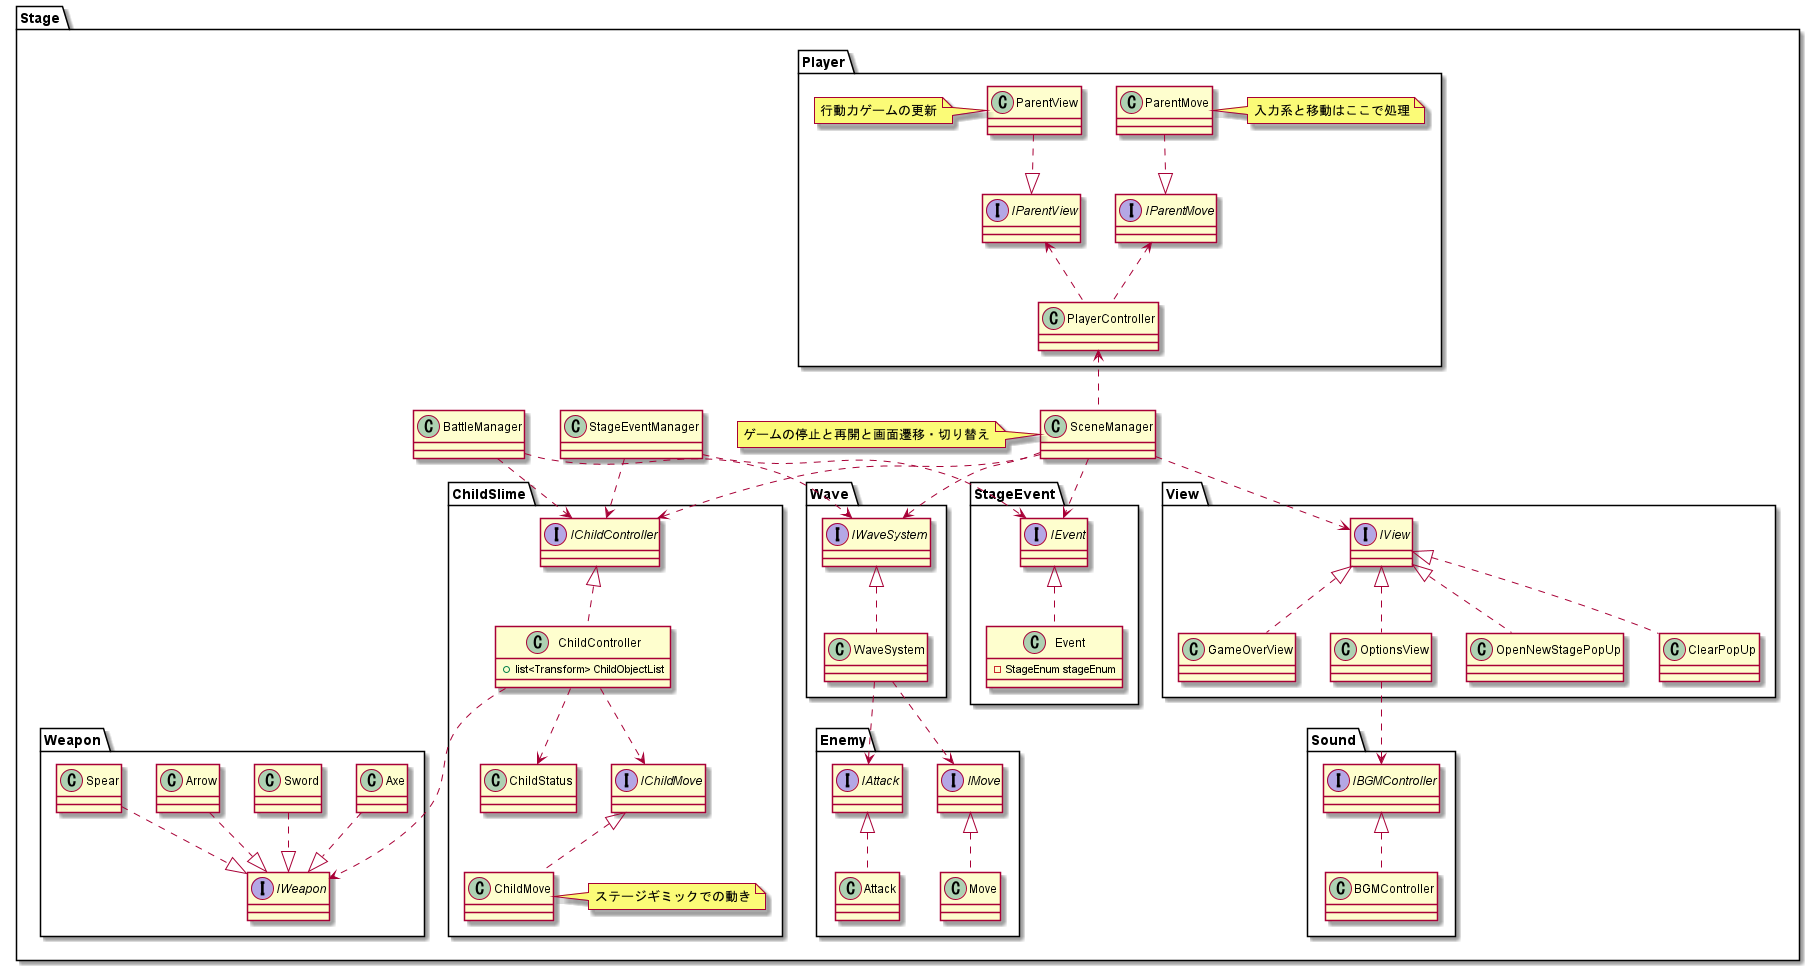 Stage
Player
行動力ゲームの更新
C ParentView
C ParentMove
入力系と移動はここで処理
I IParentView
I IParentMove
C PlayerController
C BattleManager
C StageEventManager
ゲームの停止と再開と画面遷移・切り替え
C SceneManager
ChildSlime
Wave
StageEvent
View
I IChildController
I IWaveSystem
I IEvent
I IView
C ChildController
list<Transform> ChildObjectList
C WaveSystem
C Event
StageEnum stageEnum
C GameOverView
C OptionsView
C OpenNewStagePopUp
C ClearPopUp
Weapon
Enemy
Sound
C Spear
C Arrow
C Sword
C Axe
C ChildStatus
I IChildMove
I IAttack
I IMove
I IBGMController
I IWeapon
C ChildMove
ステージギミックでの動き
C Attack
C Move
C BGMController